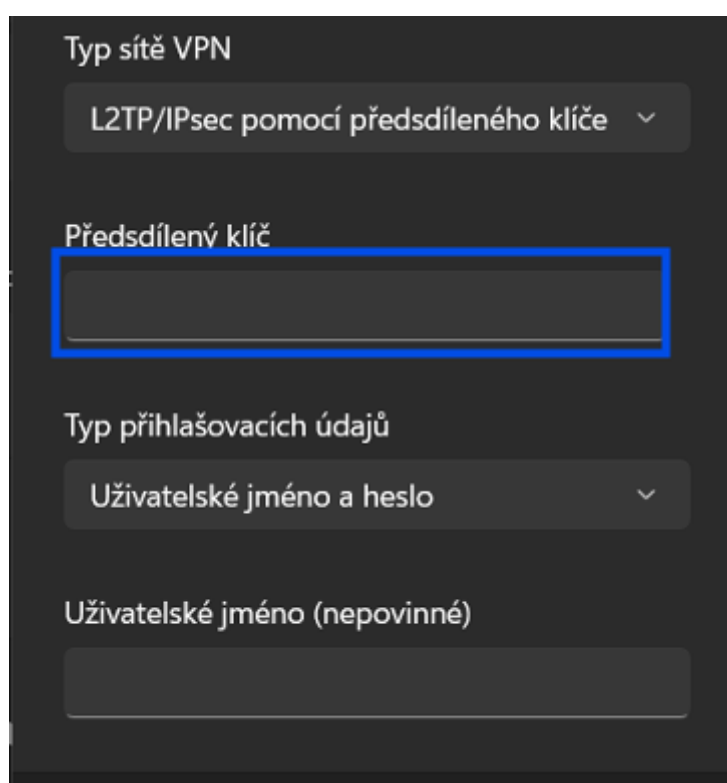 Typ sítě VPN
L2TP/IPsec pomocí předsdíleného klíče
Předsdílený klíč
Typ přihlašovacích údajů
Uživatelské jméno a heslo
Uživatelské jméno (nepovinné)